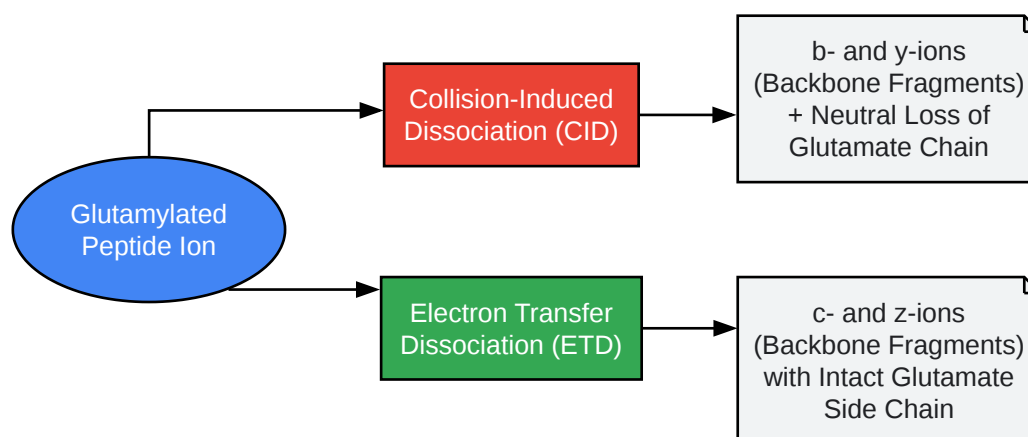 Glutamylated
Peptide Ion
Collision-Induced
Dissociation (CID)
b- and y-ions
(Backbone Fragments)
+ Neutral Loss of
Glutamate Chain
Electron Transfer
Dissociation (ETD)
c- and z-ions
(Backbone Fragments)
with Intact Glutamate
Side Chain